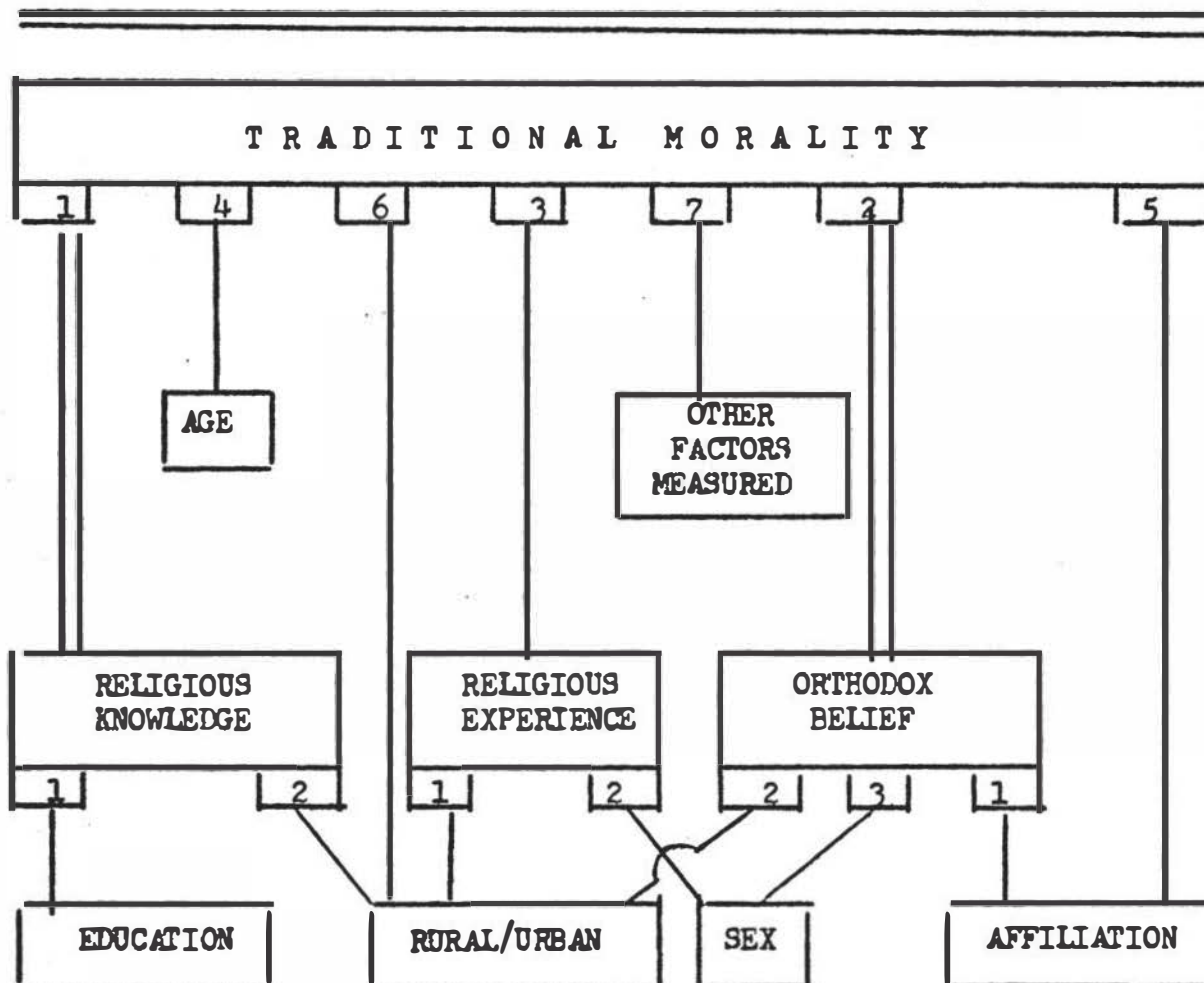 TRADITIONAL MORALITY
1 4 6 3 7 2 5
AGE
OTHER
FACTORS
MEASURED
RELIGIOUS
KNOWLEDGE
RELIGIOUS
EXPERIENCE
ORTHODOX
BELIEF
1 2 1 2 2 3 1
EDUCATION
RURAL/URBAN
SEX
AFFILIATION